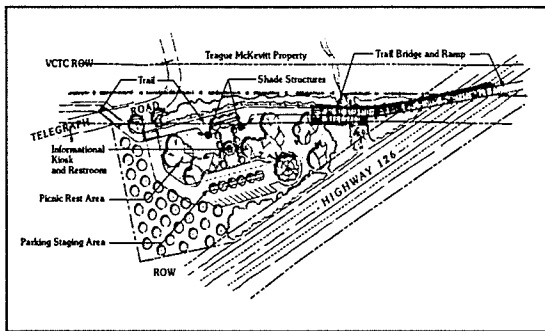 Teague McKevitt Property
Trail Bridge and Ramp
VCTC ROW
Trail
Shade Structures
ROAD
TELEGRAPH
Informational
Kiosk
and Restroom
HIGHWAY 126
Picnic Rest Area
Parking Staging Area
ROW